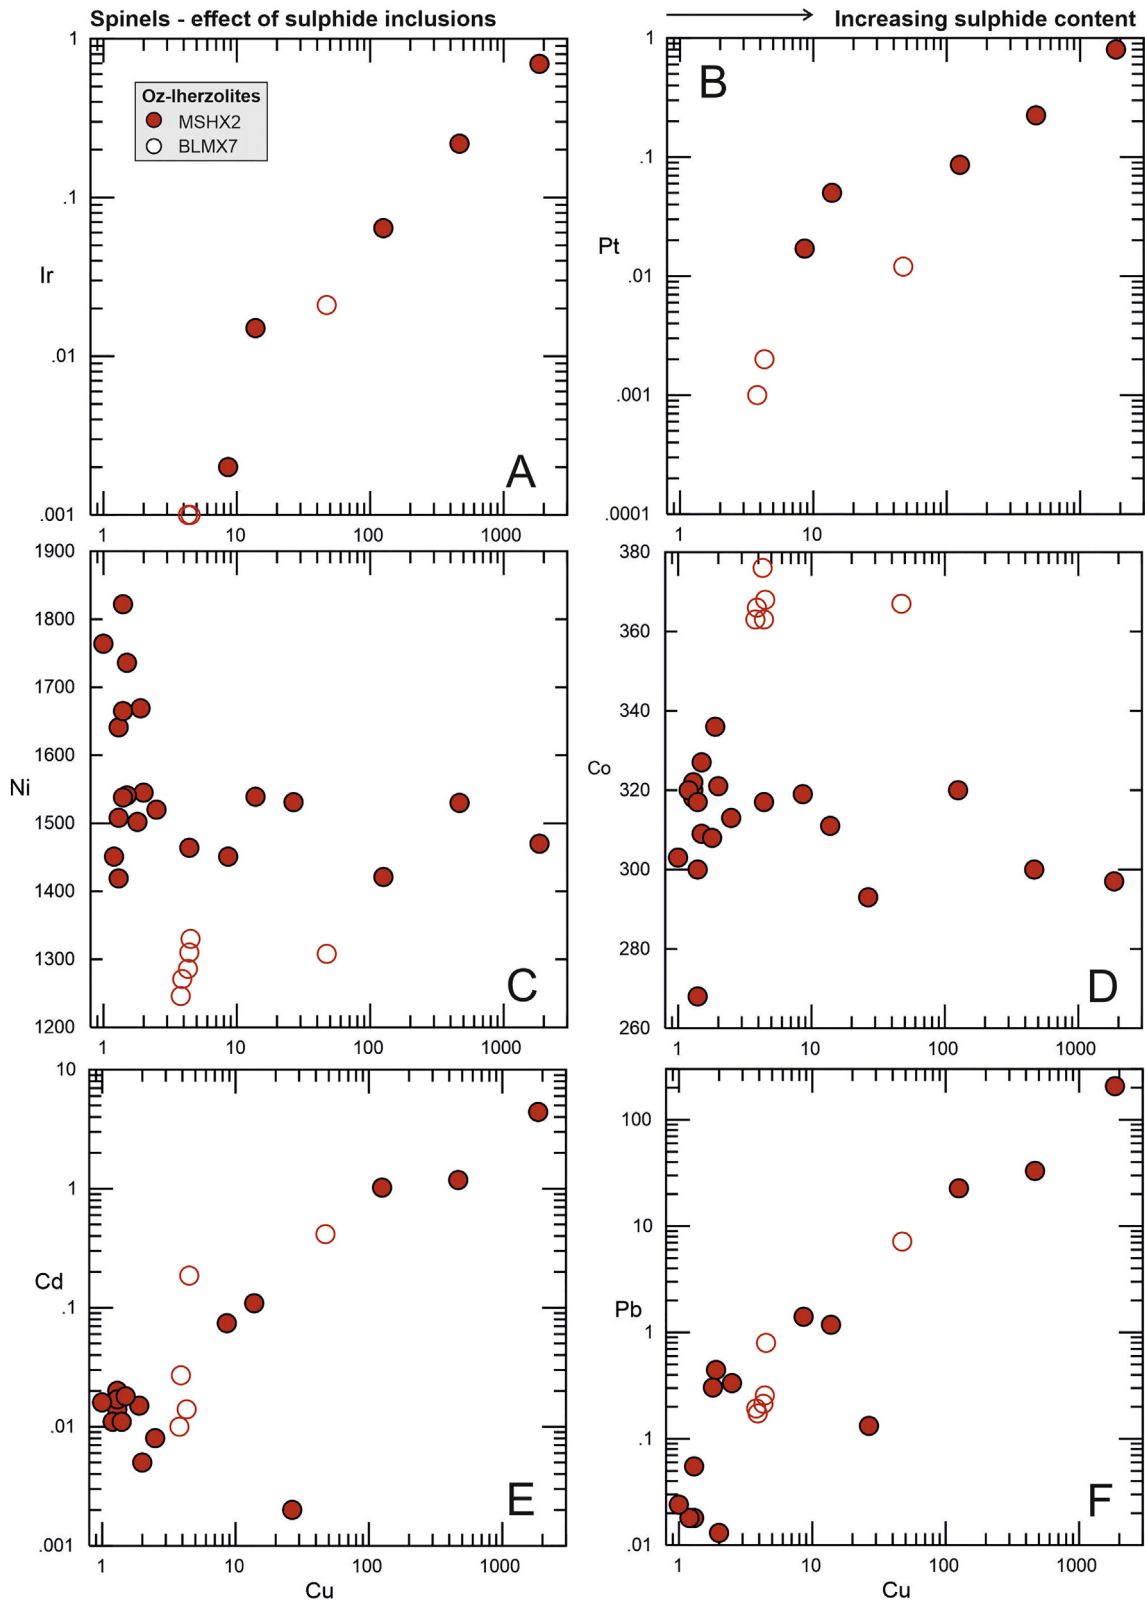 Spinels - effect of sulphide inclusions
Increasing sulphide content
1
.1
Ir
.01
.001
Oz-lherzolites
MSHX2
BLMX7
A
1 10 100 1000
1
.1
Pt
.01
.001
.0001
B
1 10 100 1000
1900
1800
1700
1600
Ni
1500
1400
1300
1200
C
1 10 100 1000
380
360
340
Co
320
300
280
260
D
1 10 100 1000
10
1
Cd
.1
.01
.001
E
1 10 100 1000
Cu
100
10
Pb
1
.1
.01
F
1 10 100 1000
Cu